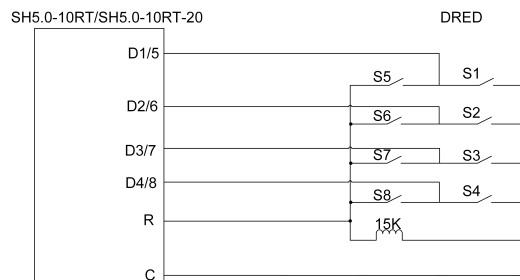 SH5.0-10RT/SH5.0-10RT-20 DRED
D1/5
S5 S1
D2/6
S6 S2
D3/7
S7 S3
D4/8
S8 S4
R
15K
C